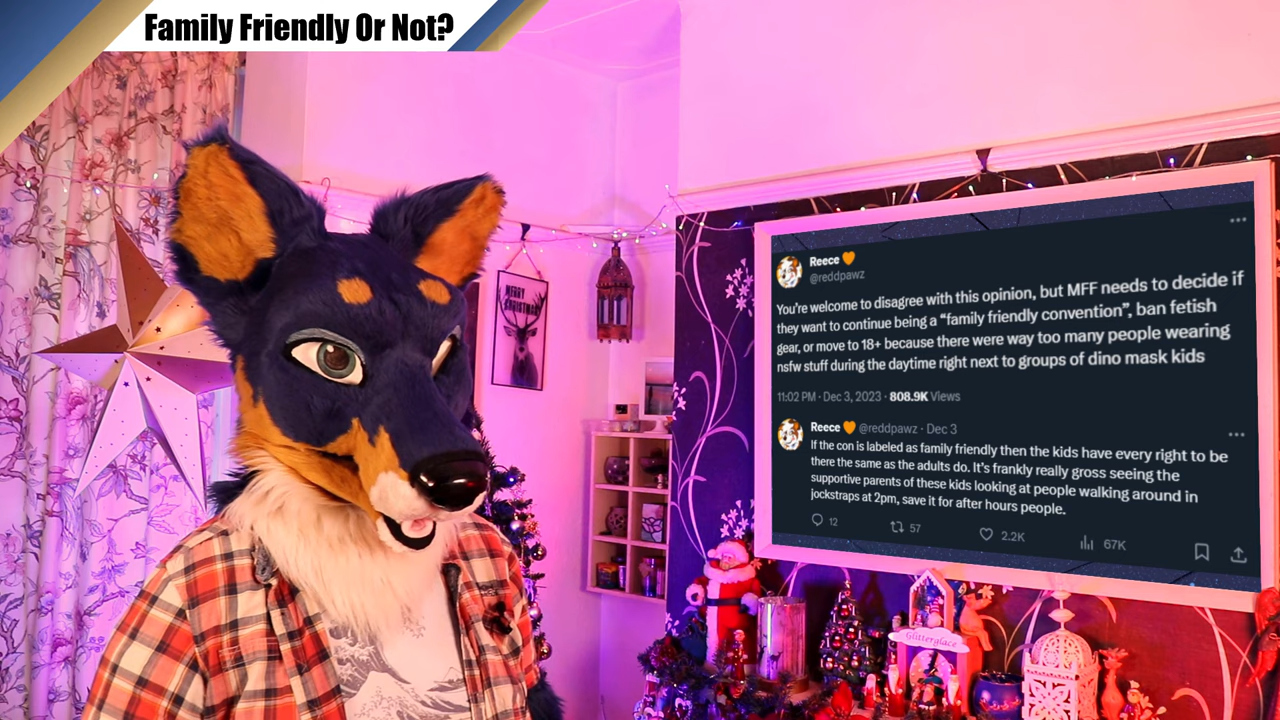 Family Friendly Or Not?
MERRY
CHRISTMAS
Reece 🧡
@reddpawz
You're welcome to disagree with this opinion, but MFF needs to decide if
they want to continue being a “family friendly convention”, ban fetish
gear, or move to 18+ because there were way too many people wearing
nsfw stuff during the daytime right next to groups of dino mask kids
11:02 PM · Dec 3, 2023 · 808.9K Views
Reece 🧡 @reddpawz · Dec 3
If the con is labeled as family friendly then the kids have every right to be
there the same as the adults do. It's frankly really gross seeing the
supportive parents of these kids looking at people walking around in
jockstraps at 2pm, save it for after hours people.
12 57 2.2K 67K
Glitterglace